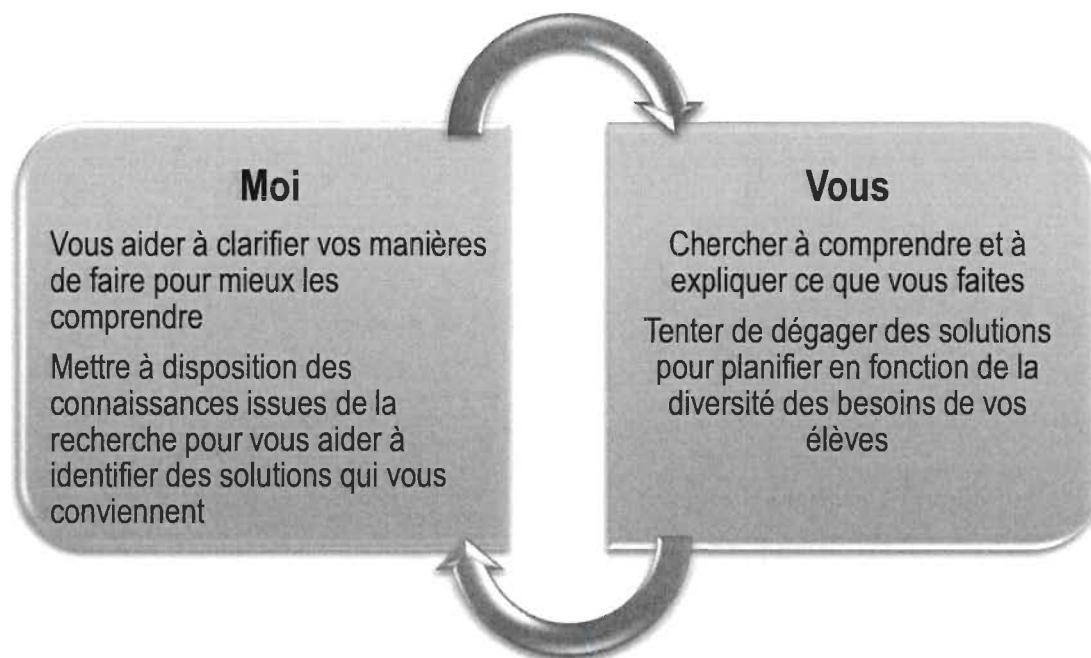 Moi
Vous aider à clarifier vos manières
de faire pour mieux les
comprendre
Mettre à disposition des
connaissances issues de la
recherche pour vous aider à
identifier des solutions qui vous
conviennent
Vous
Chercher à comprendre et à
expliquer ce que vous faites
Tenter de dégager des solutions
pour planifier en fonction de la
diversité des besoins de vos
élèves